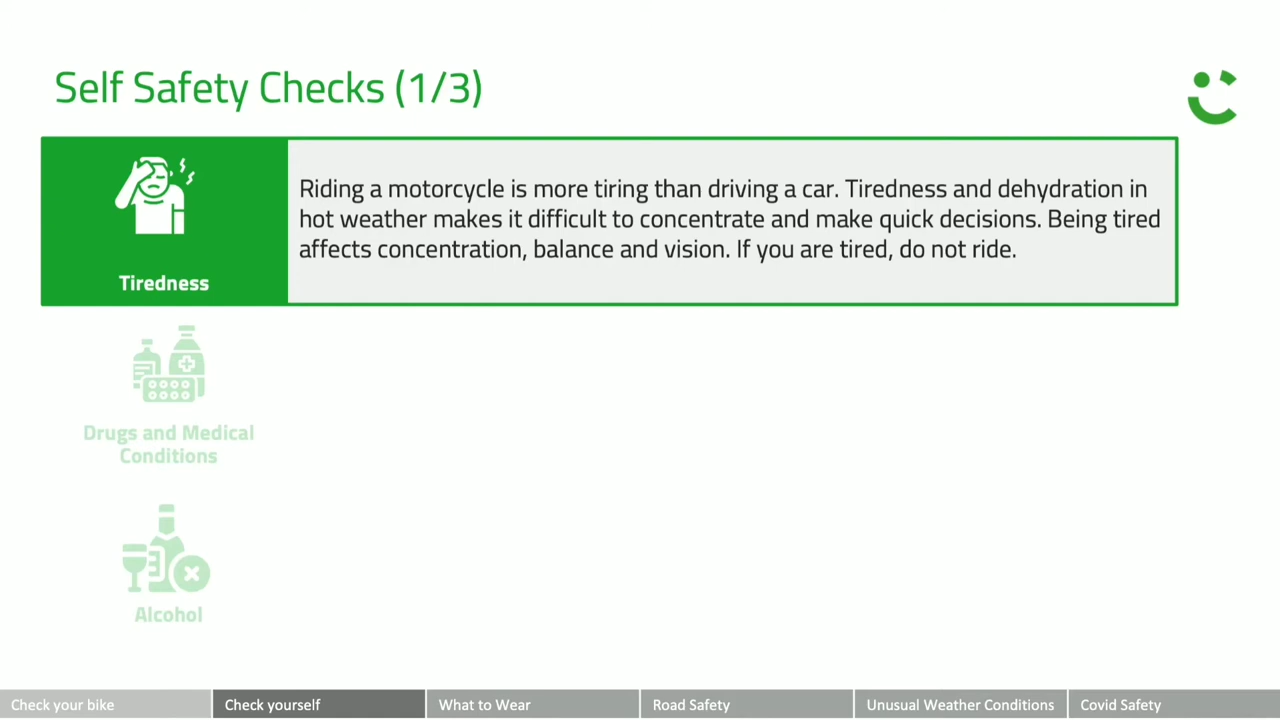 Self Safety Checks (1/3)
Riding a motorcycle is more tiring than driving a car. Tiredness and dehydration in
hot weather makes it difficult to concentrate and make quick decisions. Being tired
affects concentration, balance and vision. If you are tired, do not ride.
Tiredness
Drugs and Medical
Conditions
Alcohol
Check your bike
Check yourself
What to Wear
Road Safety
Unusual Weather Conditions
Covid Safety